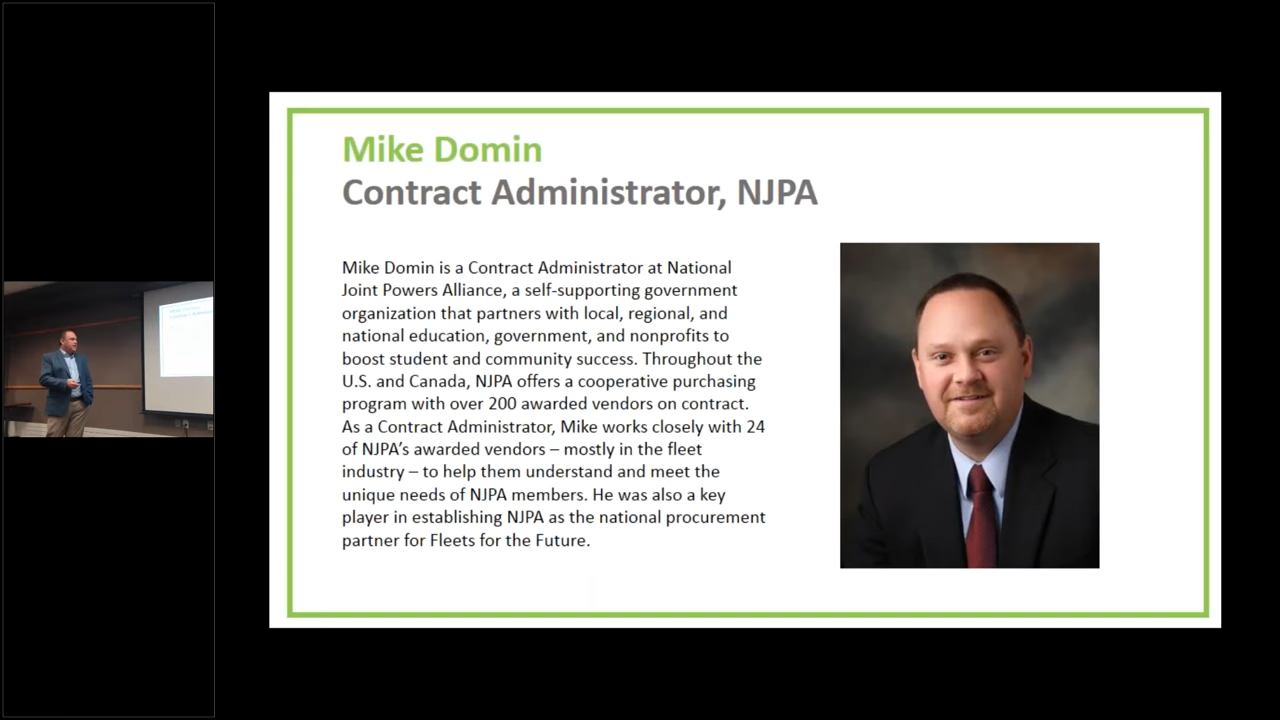 Mike Domin
Contract Administrator, NJPA
Mike Domin is a Contract Administrator at National
Joint Powers Alliance, a self-supporting government
organization that partners with local, regional, and
national education, government, and nonprofits to
boost student and community success. Throughout the
U.S. and Canada, NJPA offers a cooperative purchasing
program with over 200 awarded vendors on contract.
As a Contract Administrator, Mike works closely with 24
of NJPA’s awarded vendors – mostly in the fleet
industry – to help them understand and meet the
unique needs of NJPA members. He was also a key
player in establishing NJPA as the national procurement
partner for Fleets for the Future.